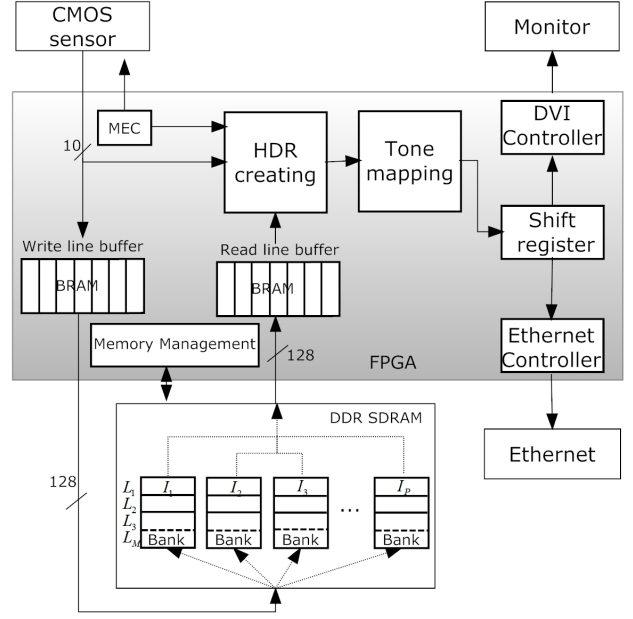 CMOS
sensor
Monitor
MEC
10
HDR
creating
Tone
mapping
DVI
Controller
Shift
register
Write line buffer
BRAM
Read line buffer
BRAM
Memory Management
128
FPGA
Ethernet
Controller
Ethernet
DDR SDRAM
128
L1 I1 I2 I3 IP
L2
L3
...
LM Bank Bank Bank Bank